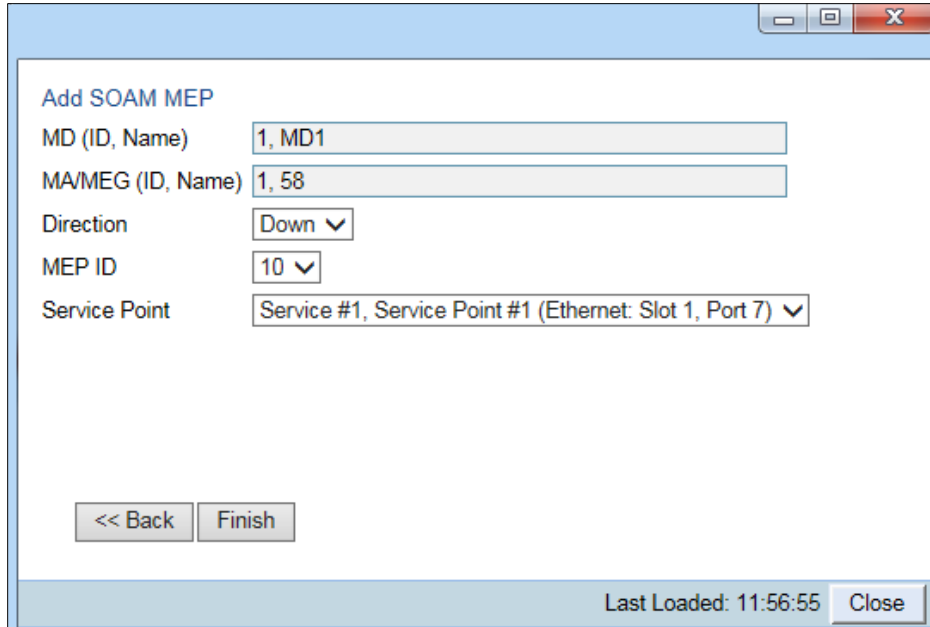 Add SOAM MEP
MD (ID, Name) 1, MD1
MA/MEG (ID, Name) 1, 58
Direction Down
MEP ID 10
Service Point Service #1, Service Point #1 (Ethernet: Slot 1, Port 7)
<< Back Finish
Last Loaded: 11:56:55 Close